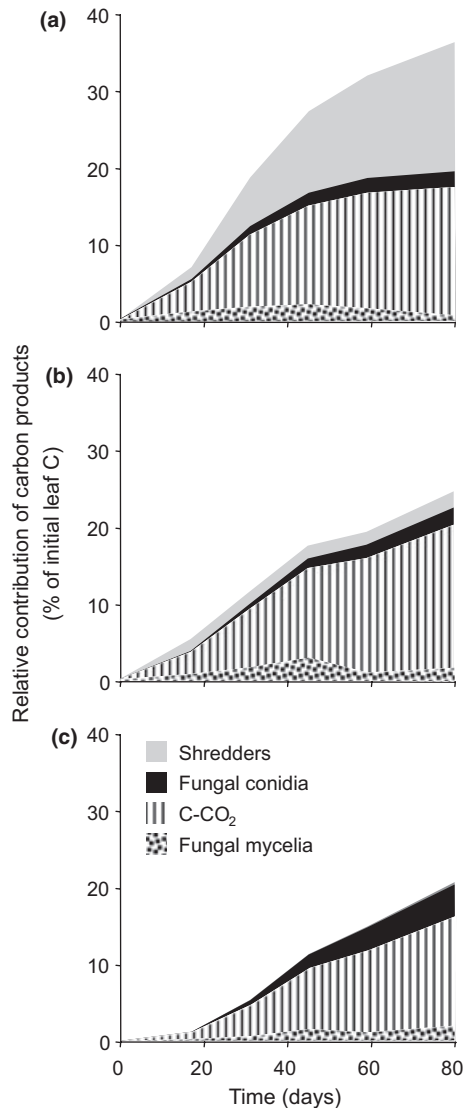 (a)
40
30
20
10
0
(b)
40
30
20
10
0
(c)
40
30
20
10
0
Relative contribution of carbon products
(% of initial leaf C)
Shredders
Fungal conidia
C-CO₂
Fungal mycelia
0 20 40 60 80
Time (days)